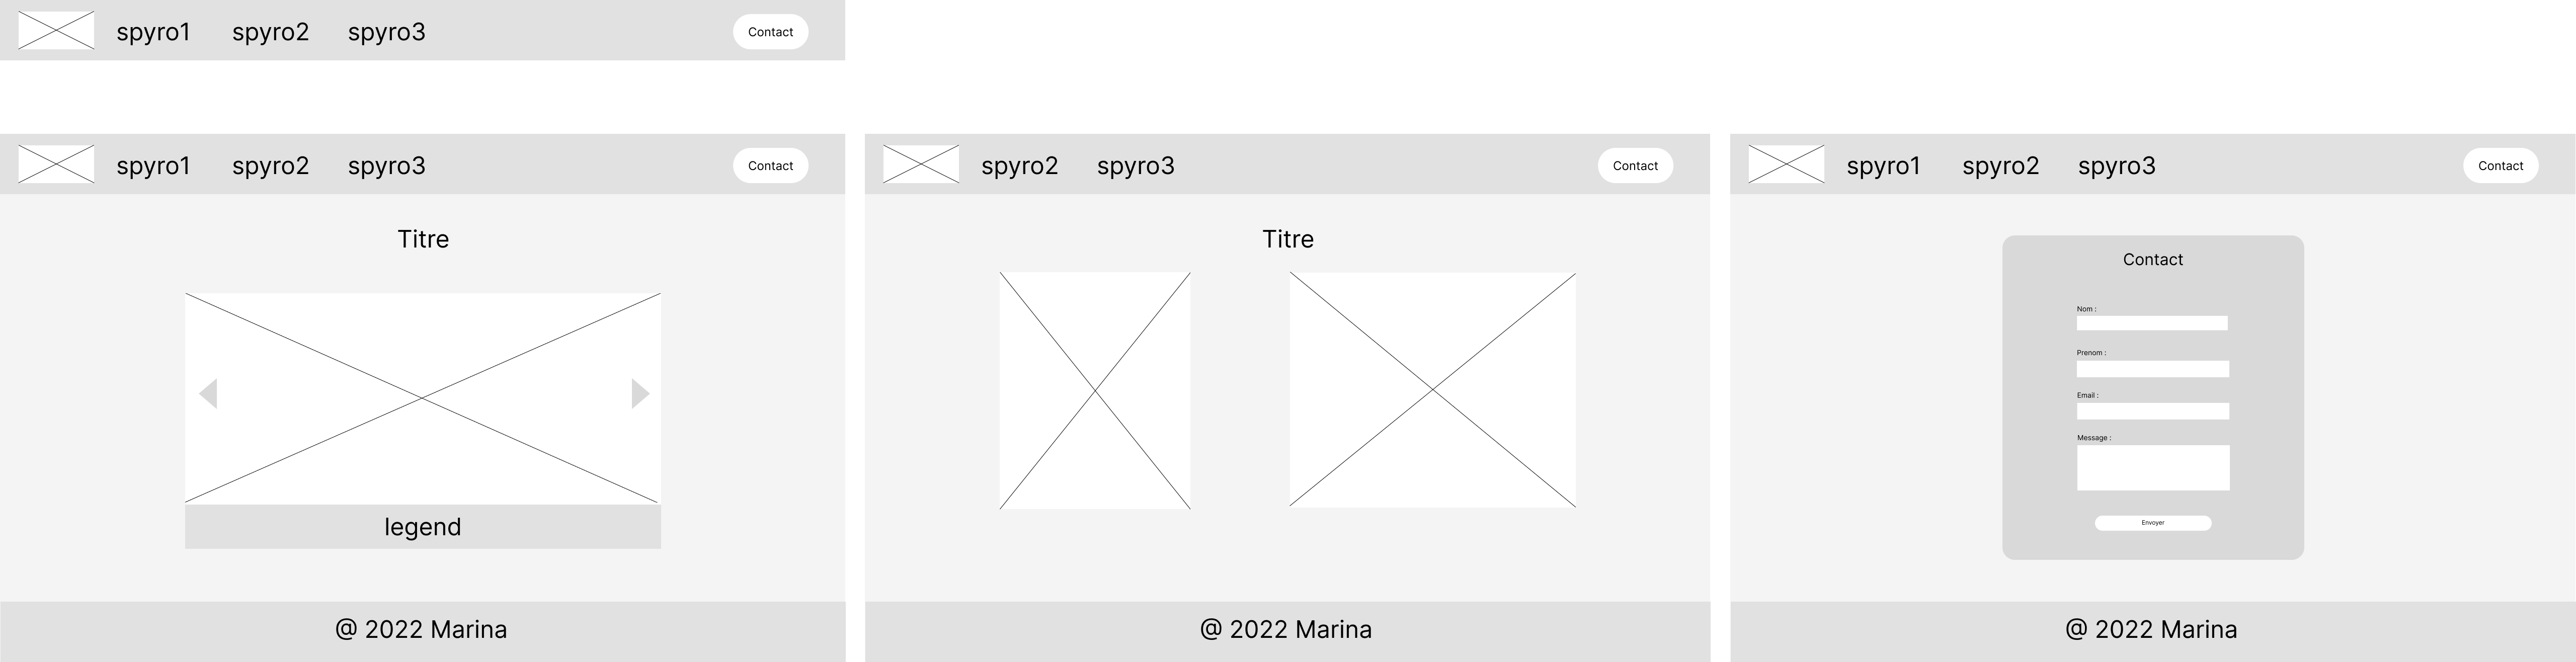 spyro1 spyro2 spyro3 Contact
spyro1 spyro2 spyro3 Contact
Titre
legend
@ 2022 Marina
spyro2 spyro3 Contact
Titre
@ 2022 Marina
spyro1 spyro2 spyro3 Contact
Contact
Nom :
Prenom :
Email :
Message :
Envoyer
@ 2022 Marina